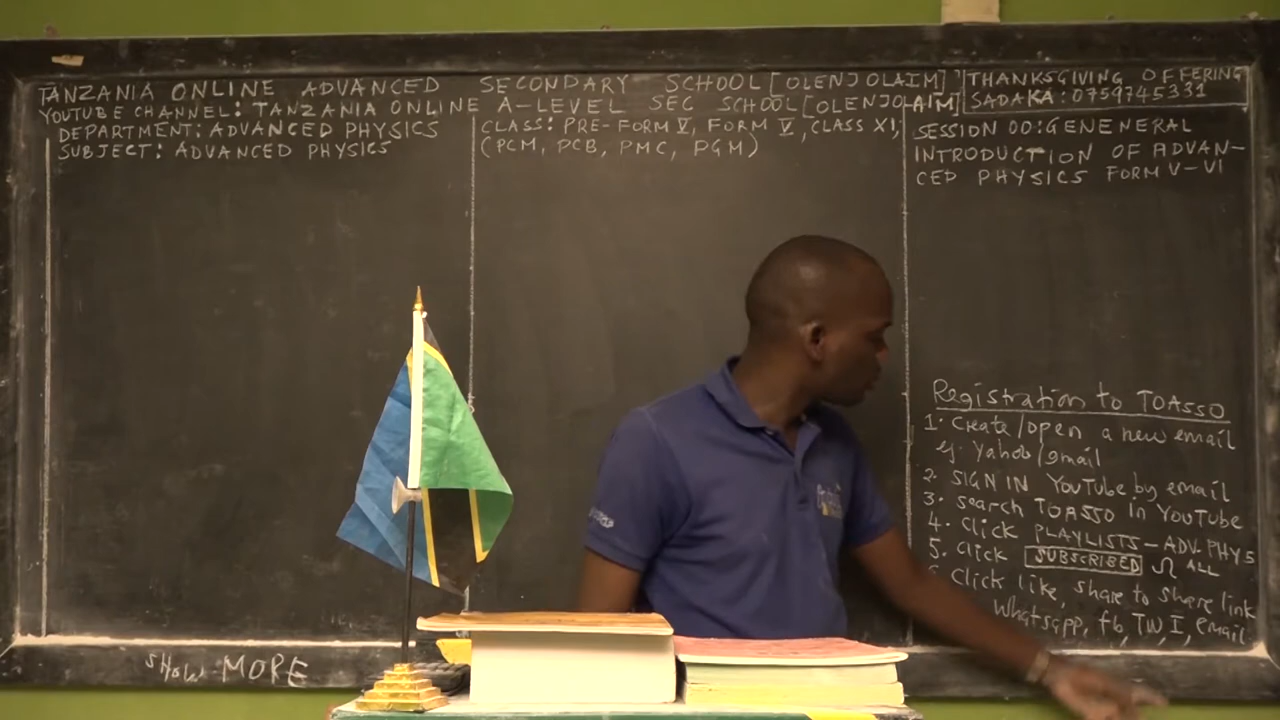 TANZANIA ONLINE ADVANCED SECONDARY SCHOOL [OLENJOLAIM]
YOUTUBE CHANNEL: TANZANIA ONLINE A-LEVEL SEC SCHOOL [OLENJOLAIM]
DEPARTMENT: ADVANCED PHYSICS
SUBJECT: ADVANCED PHYSICS
CLASS: PRE-FORM V, FORM V, CLASS XI,
(PCM, PCB, PMC, PGM)
THANKSGIVING OFFERING
SADAKA: 0759745331
SESSION 00: GENENERAL
INTRODUCTION OF ADVAN-
CED PHYSICS FORM V-VI
Registration to TOASSO
1. Create/open a new email
eg. Yahoo/gmail
2. SIGN IN YouTube by email
3. Search TOASSO in YouTube
4. Click PLAYLISTS - ADV. PHYS
5. Click SUBSCRIBED ALL
Click like, share to share link
Whatsapp, fb, TW, I, email
show MORE